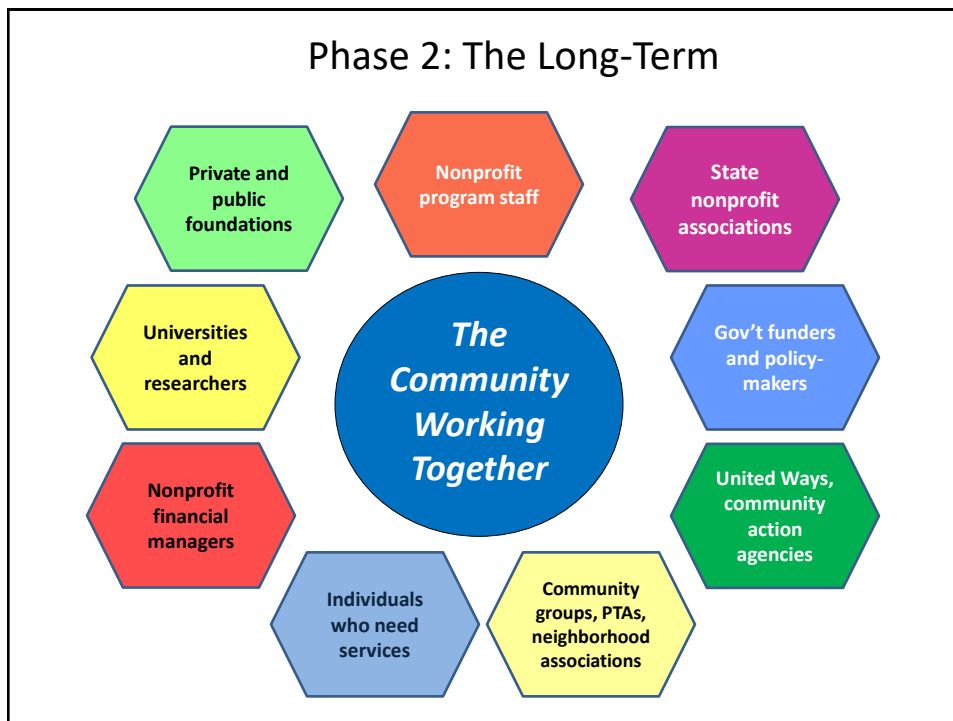 Phase 2: The Long-Term
Private and
public
foundations
Nonprofit
program staff
State
nonprofit
associations
Universities
and
researchers
The
Community
Working
Together
Gov’t funders
and policy-
makers
Nonprofit
financial
managers
United Ways,
community
action
agencies
Individuals
who need
services
Community
groups, PTAs,
neighborhood
associations